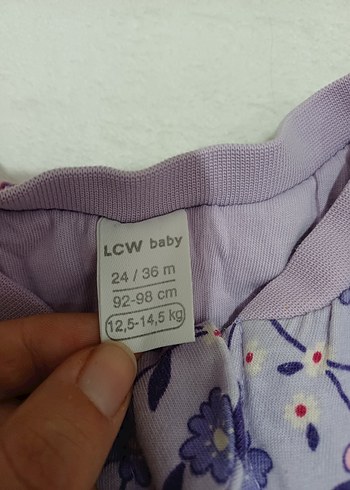 LCW baby
24 / 36 m
92-98 cm
12,5-14,5 kg